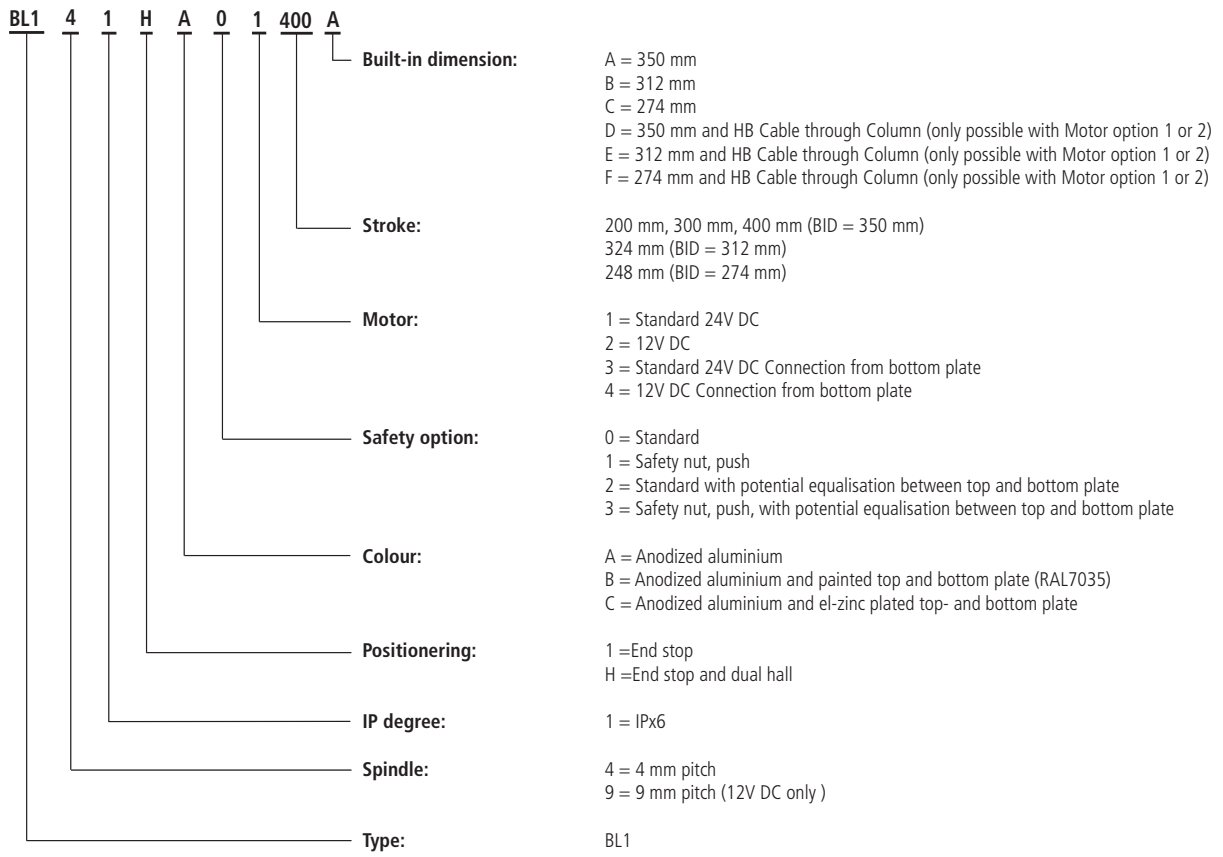 BL1 4 1 H A 0 1 400 A
Built-in dimension: A = 350 mm
B = 312 mm
C = 274 mm
D = 350 mm and HB Cable through Column (only possible with Motor option 1 or 2)
E = 312 mm and HB Cable through Column (only possible with Motor option 1 or 2)
F = 274 mm and HB Cable through Column (only possible with Motor option 1 or 2)
Stroke: 200 mm, 300 mm, 400 mm (BID = 350 mm)
324 mm (BID = 312 mm)
248 mm (BID = 274 mm)
Motor: 1 = Standard 24V DC
2 = 12V DC
3 = Standard 24V DC Connection from bottom plate
4 = 12V DC Connection from bottom plate
Safety option: 0 = Standard
1 = Safety nut, push
2 = Standard with potential equalisation between top and bottom plate
3 = Safety nut, push, with potential equalisation between top and bottom plate
Colour: A = Anodized aluminium
B = Anodized aluminium and painted top and bottom plate (RAL7035)
C = Anodized aluminium and el-zinc plated top- and bottom plate
Positionering: 1 =End stop
H =End stop and dual hall
IP degree: 1 = IPx6
Spindle: 4 = 4 mm pitch
9 = 9 mm pitch (12V DC only )
Type: BL1